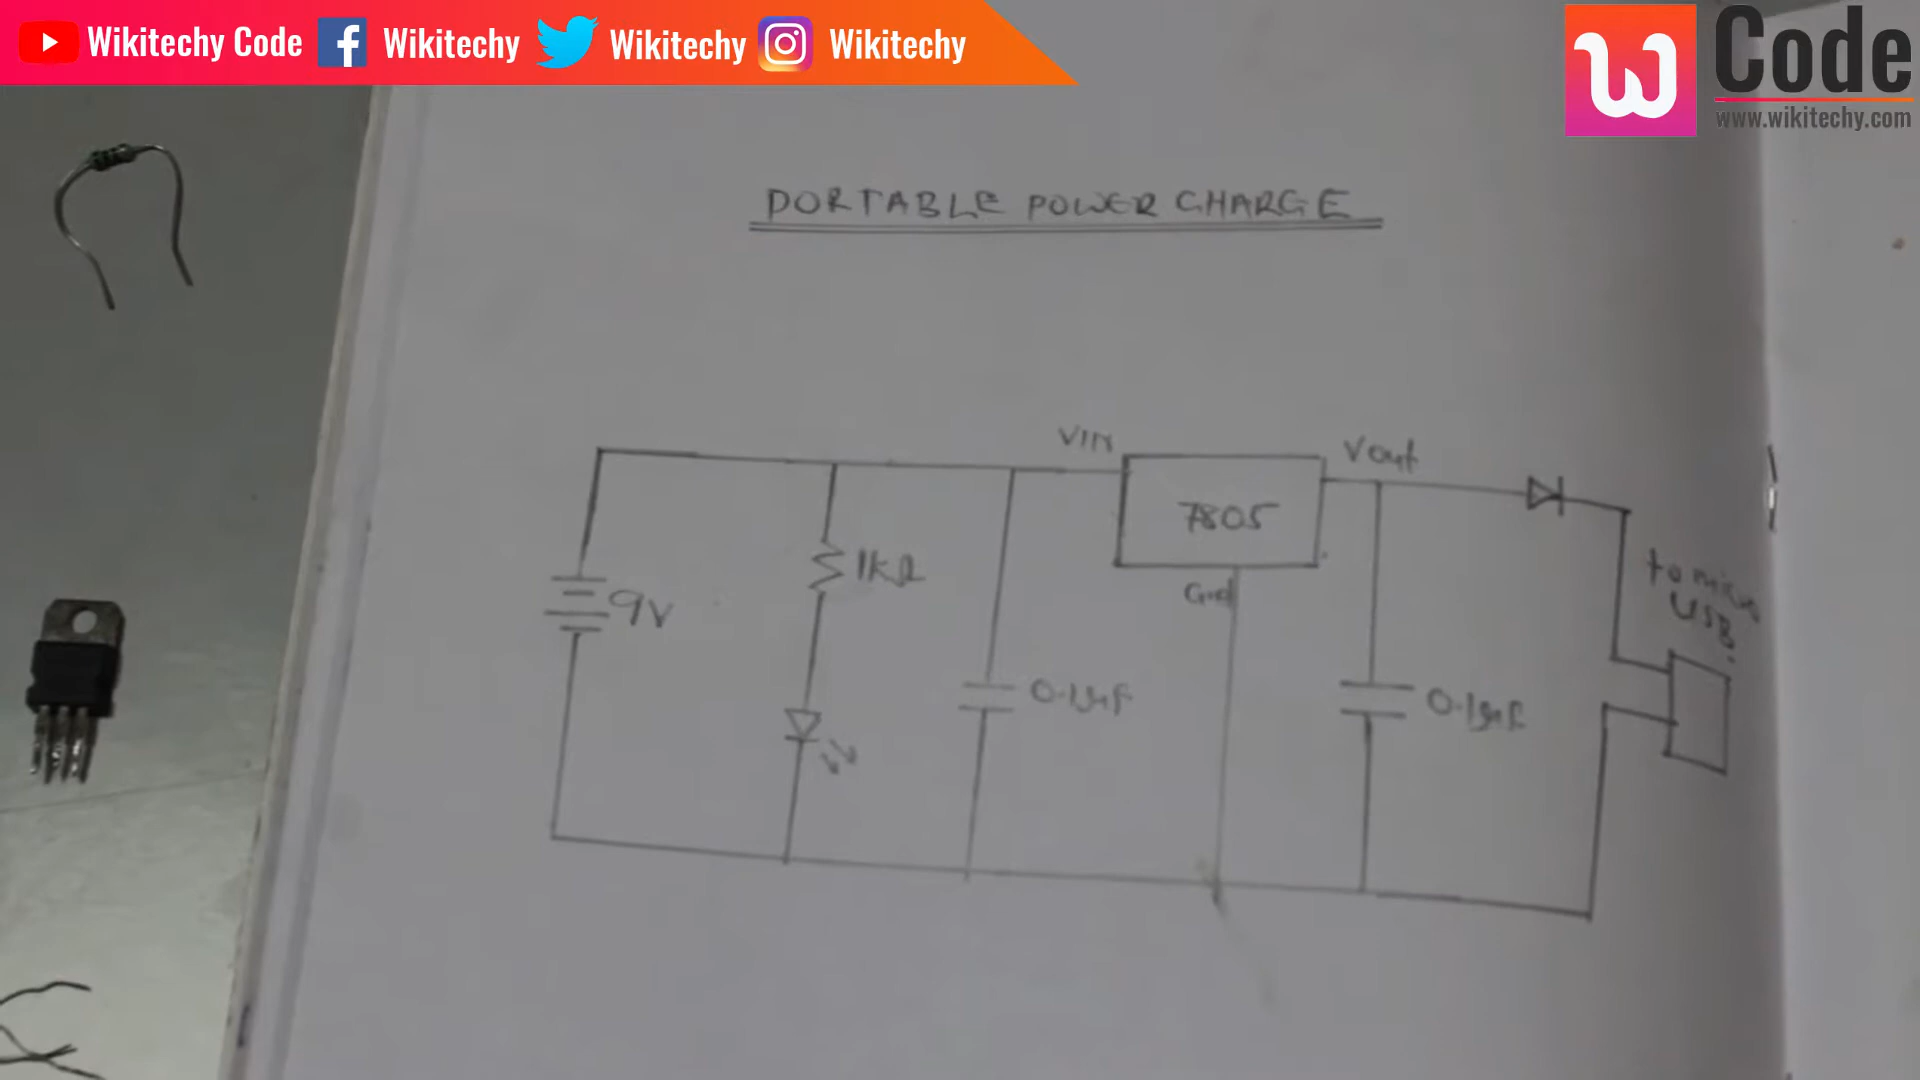 Wikitechy Code Wikitechy Wikitechy Wikitechy
W Code
www.wikitechy.com
PORTABLE POWER CHARGE
VIN
Vout
7805
Gnd
1kΩ
9V
0.1μF
0.1μF
to micro
USB